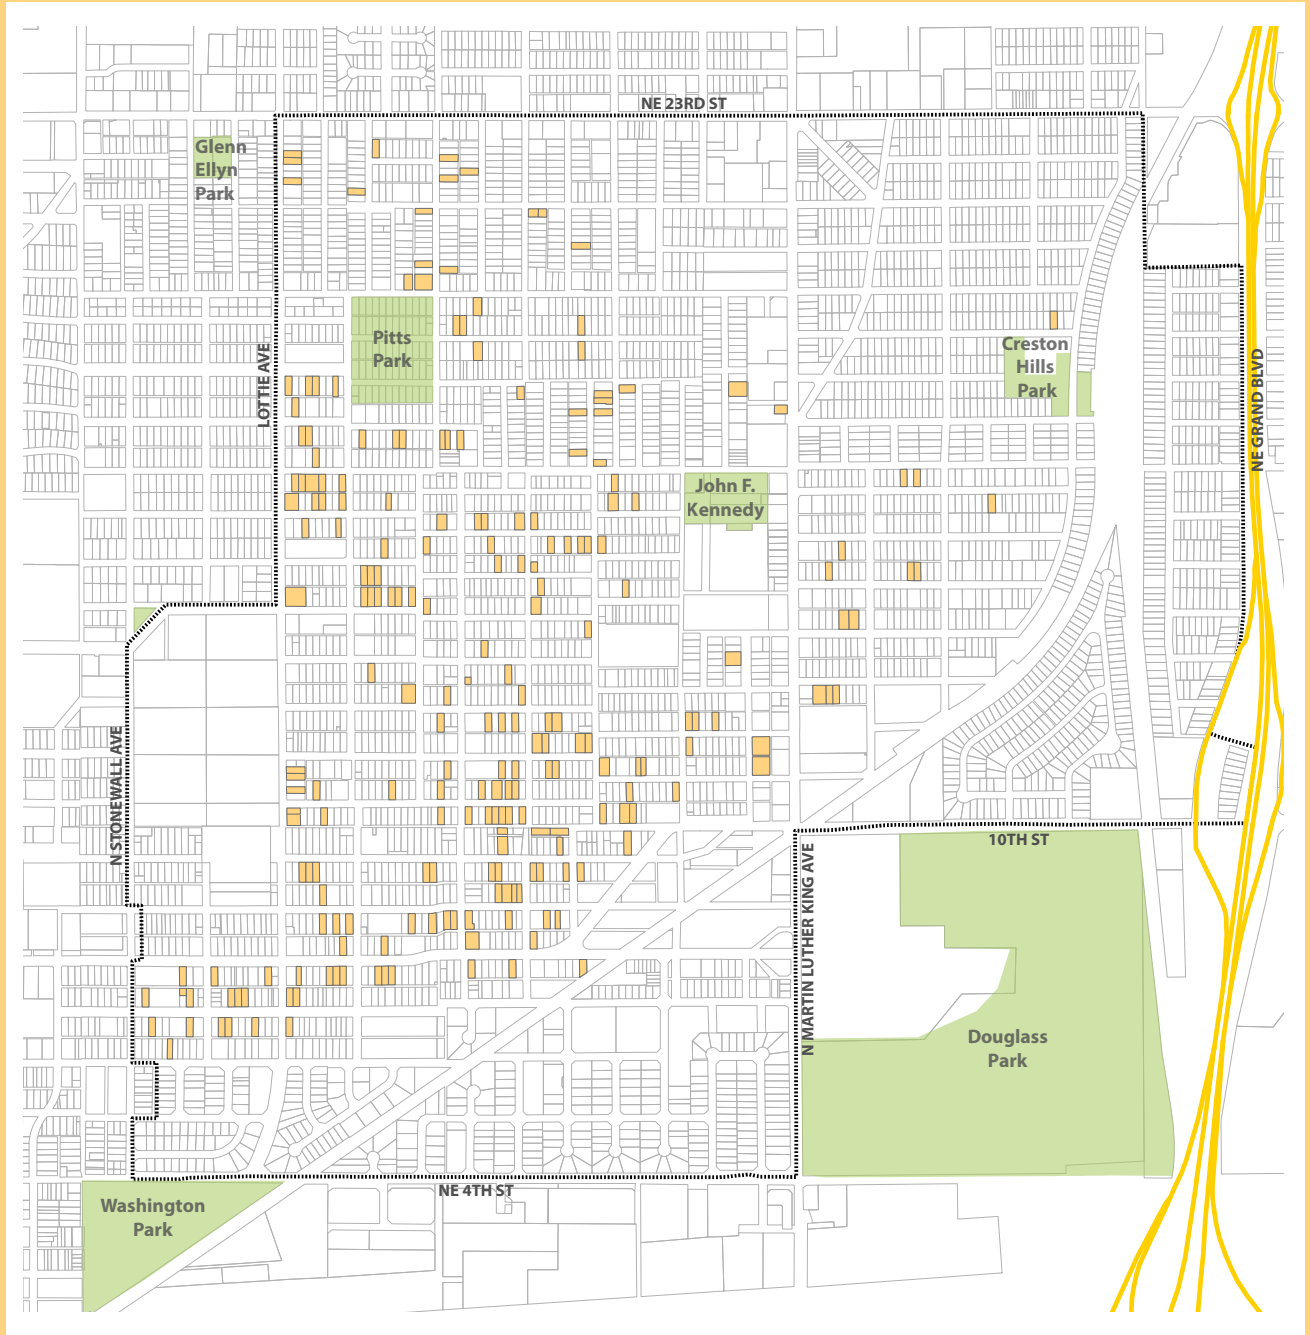 NE 23RD ST
Glenn
Ellyn
Park
Pitts
Park
LOTTIE AVE
Creston
Hills
Park
NE GRAND BLVD
John F.
Kennedy
N STONEWALL AVE
10TH ST
N MARTIN LUTHER KING AVE
Douglass
Park
NE 4TH ST
Washington
Park